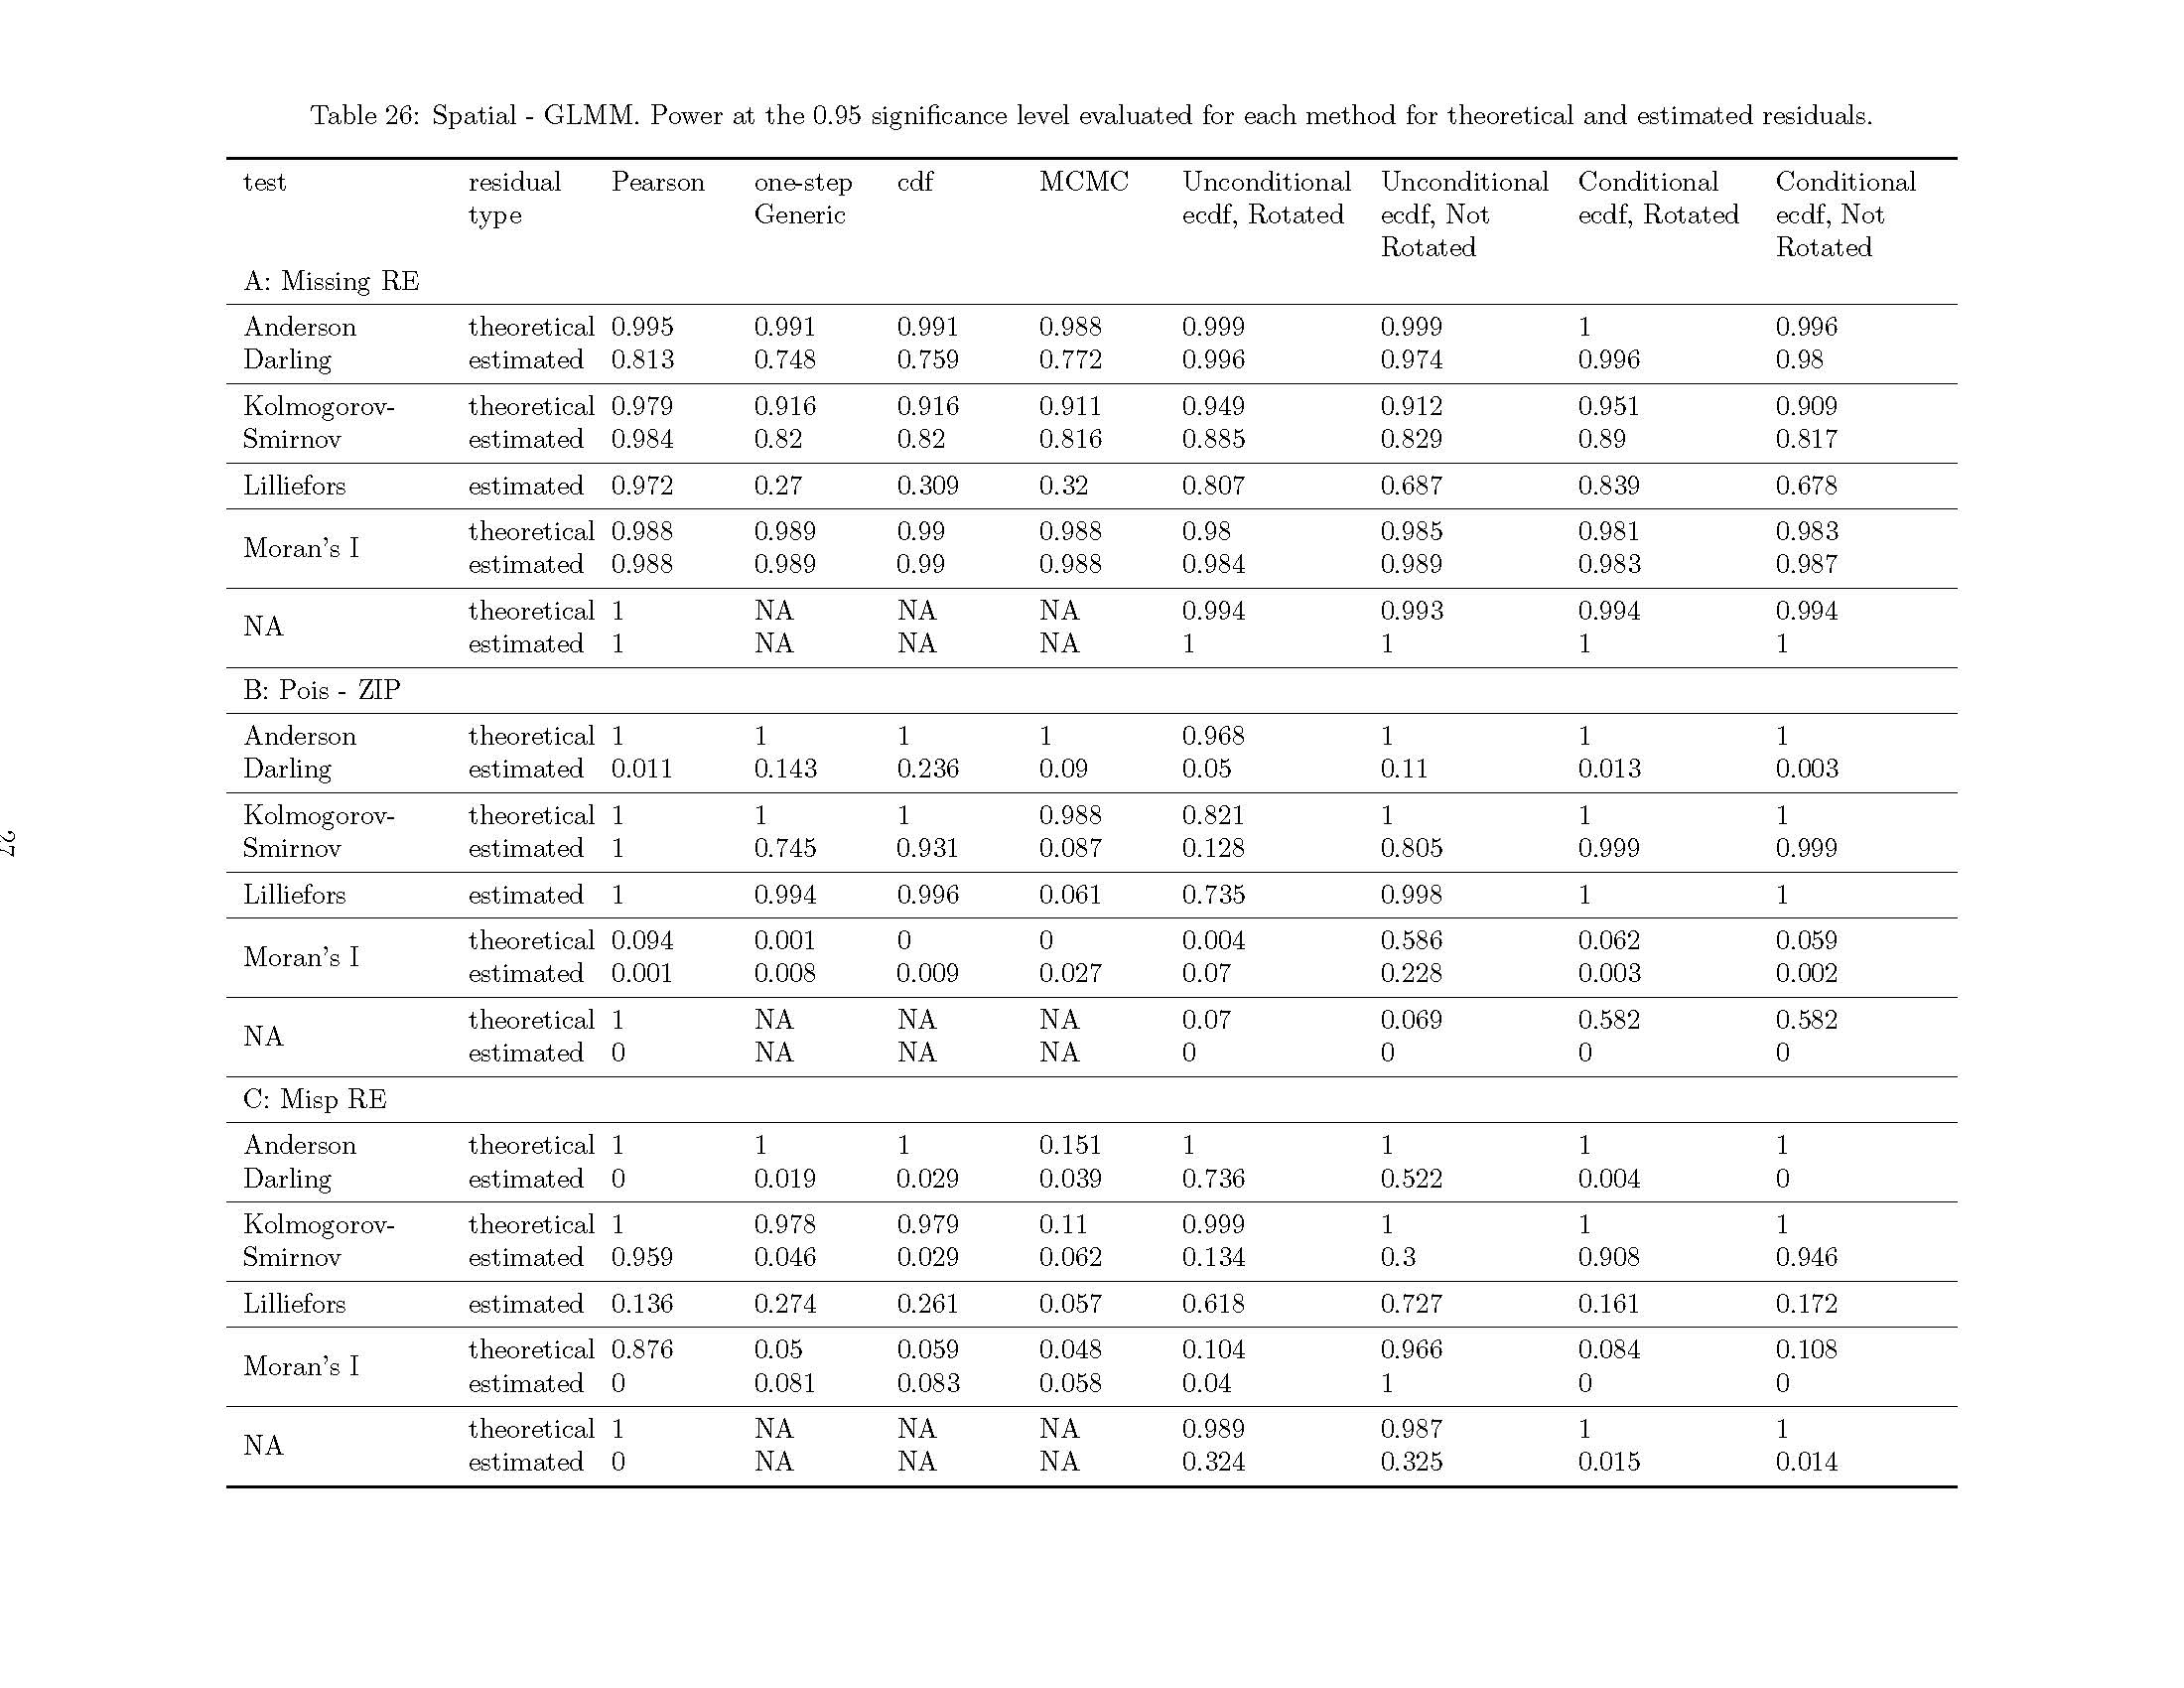 Table 26: Spatial - GLMM. Power at the 0.95 significance level evaluated for each method for theoretical and estimated residuals.
test residual Pearson one-step cdf MCMC Unconditional Unconditional Conditional Conditional
type Generic ecdf, Rotated ecdf, Not ecdf, Rotated ecdf, Not
Rotated Rotated
A: Missing RE
Anderson theoretical 0.995 0.991 0.991 0.988 0.999 0.999 1 0.996
Darling estimated 0.813 0.748 0.759 0.772 0.996 0.974 0.996 0.98
Kolmogorov- theoretical 0.979 0.916 0.916 0.911 0.949 0.912 0.951 0.909
Smirnov estimated 0.984 0.82 0.82 0.816 0.885 0.829 0.89 0.817
Lilliefors estimated 0.972 0.27 0.309 0.32 0.807 0.687 0.839 0.678
Moran's I
theoretical 0.988 0.989 0.99 0.988 0.98 0.985 0.981 0.983
estimated 0.988 0.989 0.99 0.988 0.984 0.989 0.983 0.987
NA
theoretical 1 NA NA NA 0.994 0.993 0.994 0.994
estimated 1 NA NA NA 1 1 1 1
B: Pois - ZIP
Anderson theoretical 1 1 1 1 0.968 1 1 1
Darling estimated 0.011 0.143 0.236 0.09 0.05 0.11 0.013 0.003
Kolmogorov- theoretical 1 1 1 0.988 0.821 1 1 1
Smirnov estimated 1 0.745 0.931 0.087 0.128 0.805 0.999 0.999
Lilliefors estimated 1 0.994 0.996 0.061 0.735 0.998 1 1
Moran's I
theoretical 0.094 0.001 0 0 0.004 0.586 0.062 0.059
estimated 0.001 0.008 0.009 0.027 0.07 0.228 0.003 0.002
NA
theoretical 1 NA NA NA 0.07 0.069 0.582 0.582
estimated 0 NA NA NA 0 0 0 0
C: Misp RE
Anderson theoretical 1 1 1 0.151 1 1 1 1
Darling estimated 0 0.019 0.029 0.039 0.736 0.522 0.004 0
Kolmogorov- theoretical 1 0.978 0.979 0.11 0.999 1 1 1
Smirnov estimated 0.959 0.046 0.029 0.062 0.134 0.3 0.908 0.946
Lilliefors estimated 0.136 0.274 0.261 0.057 0.618 0.727 0.161 0.172
Moran's I
theoretical 0.876 0.05 0.059 0.048 0.104 0.966 0.084 0.108
estimated 0 0.081 0.083 0.058 0.04 1 0 0
NA
theoretical 1 NA NA NA 0.989 0.987 1 1
estimated 0 NA NA NA 0.324 0.325 0.015 0.014
27